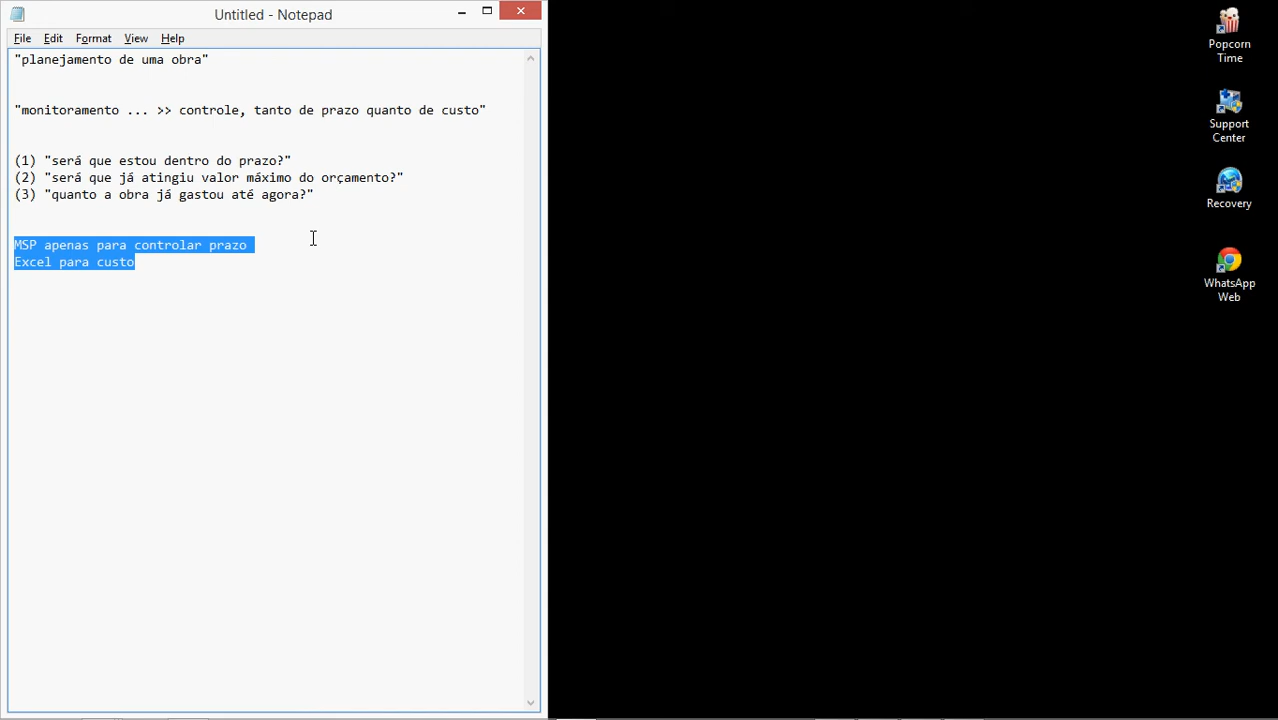 Untitled - Notepad
File Edit Format View Help
"planejamento de uma obra"
"monitoramento ... >> controle, tanto de prazo quanto de custo"
(1) "será que estou dentro do prazo?"
(2) "será que já atingiu valor máximo do orçamento?"
(3) "quanto a obra já gastou até agora?"
MSP apenas para controlar prazo
Excel para custo
Popcorn
Time
Support
Center
Recovery
WhatsApp
Web